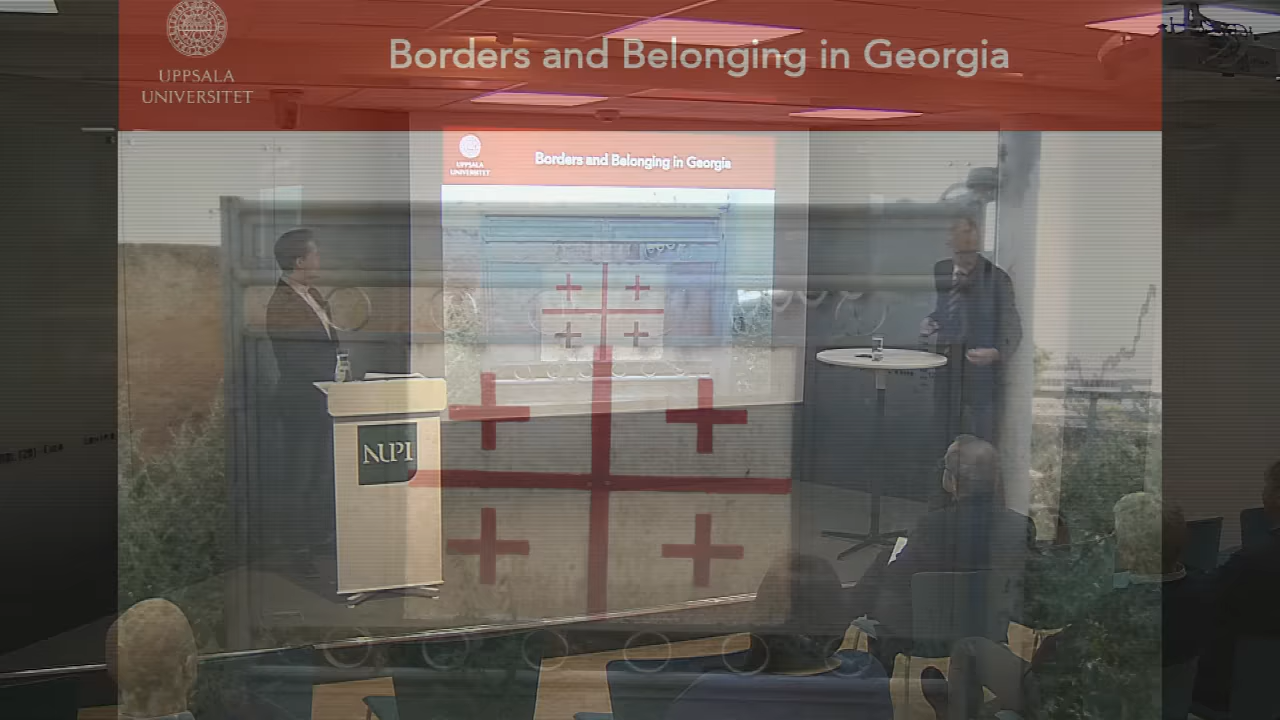 UPPSALA
UNIVERSITET
Borders and Belonging in Georgia
UPPSALA
UNIVERSITET
Borders and Belonging in Georgia
NUPI